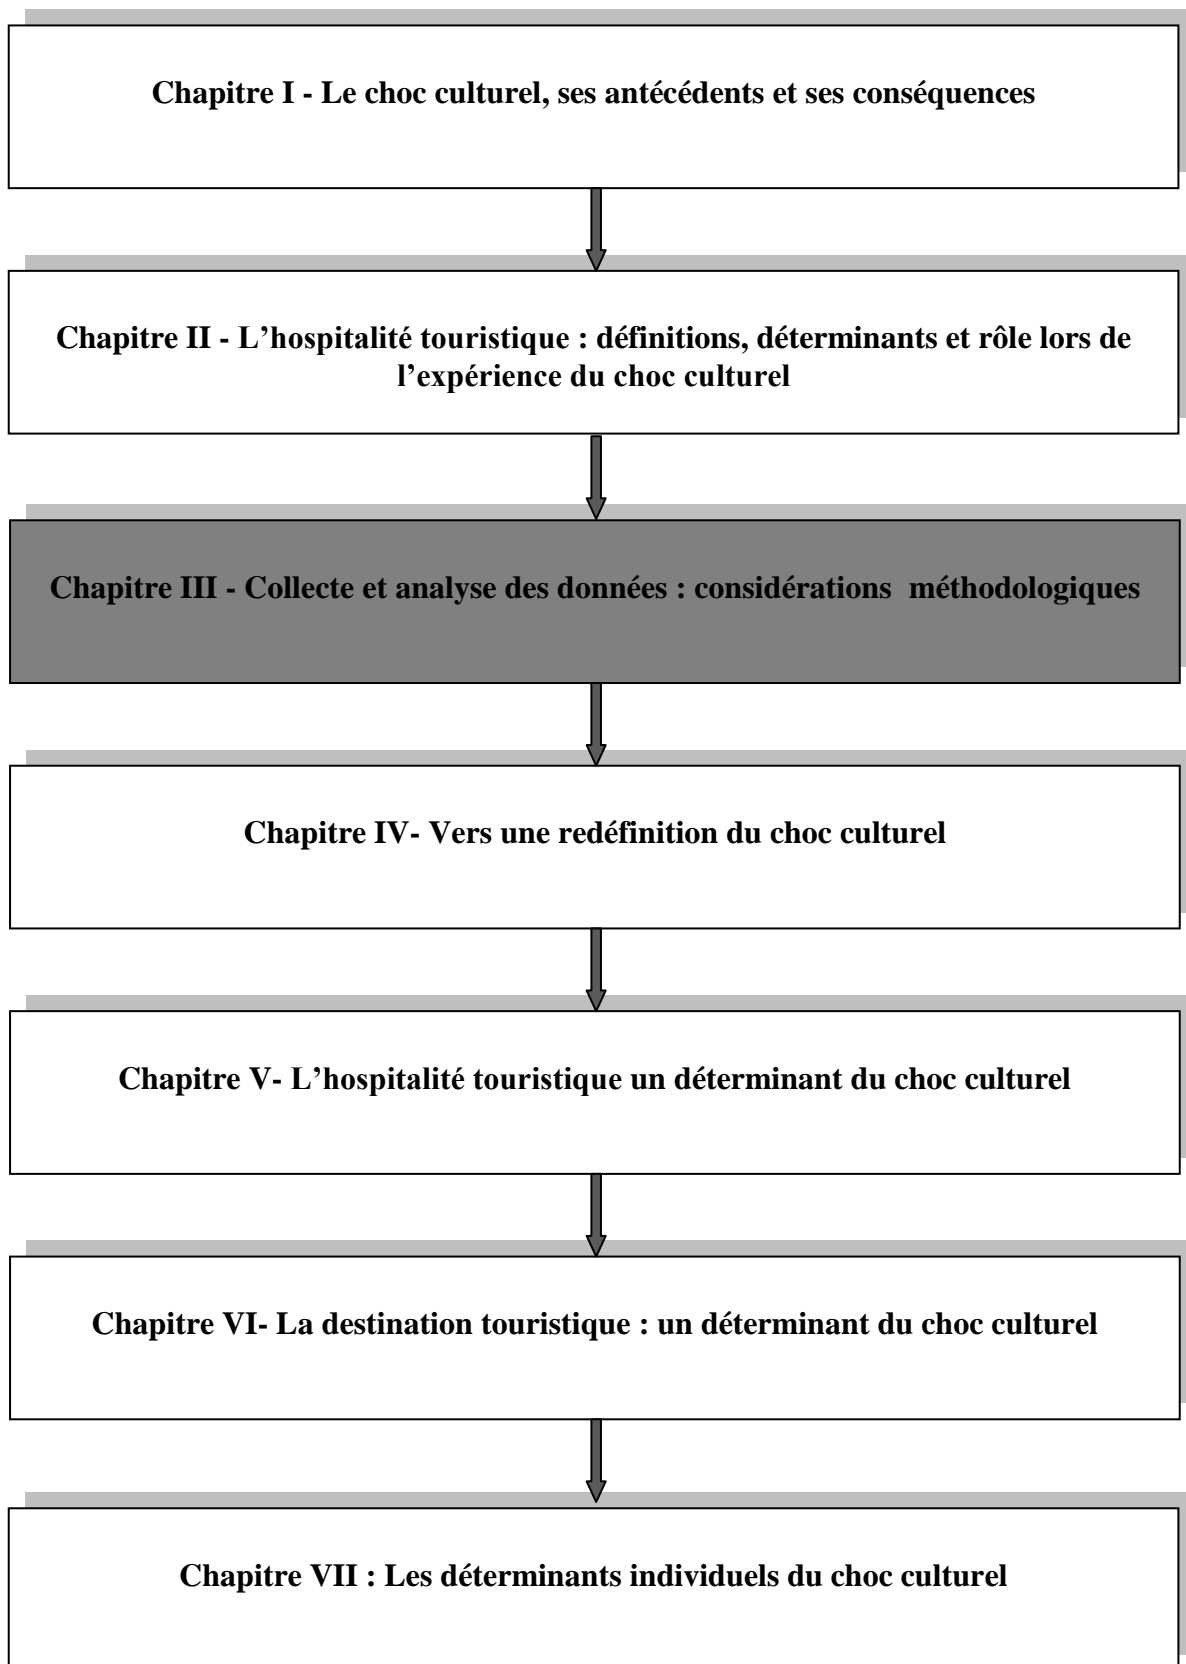 Chapitre I - Le choc culturel, ses antécédents et ses conséquences
Chapitre II - L’hospitalité touristique : définitions, déterminants et rôle lors de
l’expérience du choc culturel
Chapitre III - Collecte et analyse des données : considérations méthodologiques
Chapitre IV- Vers une redéfinition du choc culturel
Chapitre V- L’hospitalité touristique un déterminant du choc culturel
Chapitre VI- La destination touristique : un déterminant du choc culturel
Chapitre VII : Les déterminants individuels du choc culturel